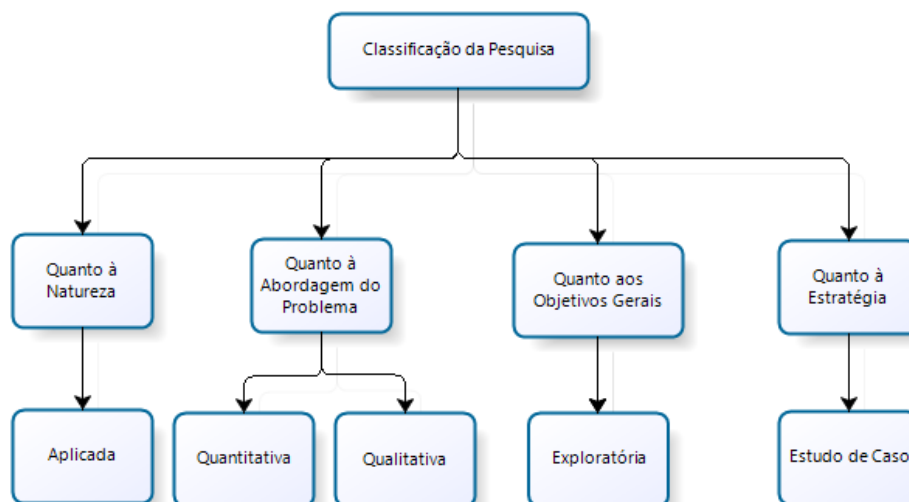 Classificação da Pesquisa
Quanto à
Natureza
Quanto à
Abordagem do
Problema
Quanto aos
Objetivos Gerais
Quanto à
Estratégia
Aplicada
Quantitativa
Qualitativa
Exploratória
Estudo de Caso